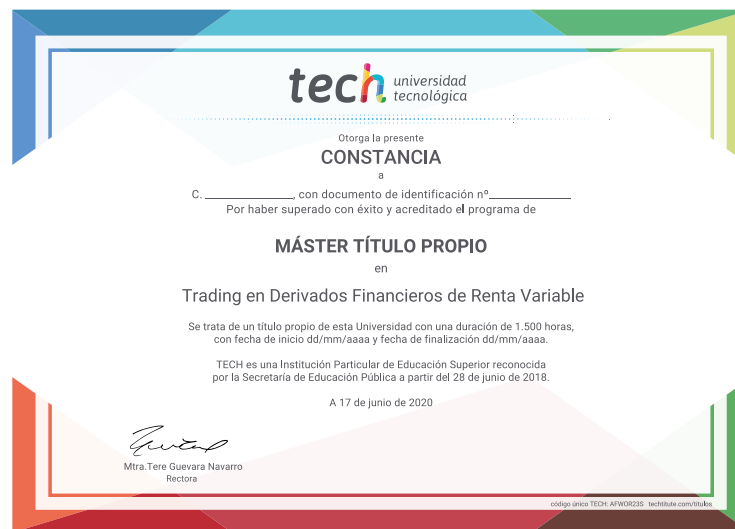 tech universidad
tecnológica
Otorga la presente
CONSTANCIA
a
C. ______________, con documento de identificación nº_____________
Por haber superado con éxito y acreditado el programa de
MÁSTER TÍTULO PROPIO
en
Trading en Derivados Financieros de Renta Variable
Se trata de un título propio de esta Universidad con una duración de 1.500 horas,
con fecha de inicio dd/mm/aaaa y fecha de finalización dd/mm/aaaa.
TECH es una Institución Particular de Educación Superior reconocida
por la Secretaría de Educación Pública a partir del 28 de junio de 2018.
A 17 de junio de 2020
Mtra.Tere Guevara Navarro
Rectora
código único TECH: AFWOR23S techtitute.com/titulos